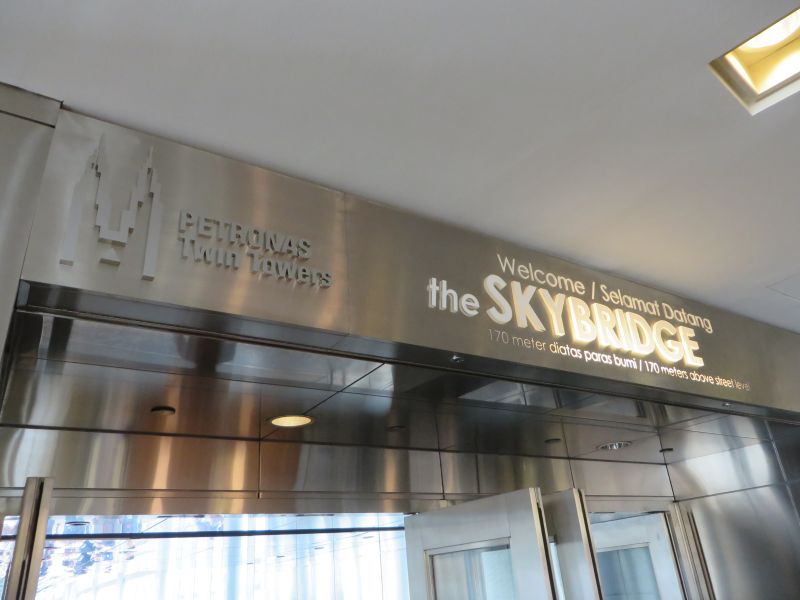 PETRONAS
Twin Towers
Welcome / Selamat Datang
the SKYBRIDGE
170 meter diatas paras bumi / 170 meters above street level